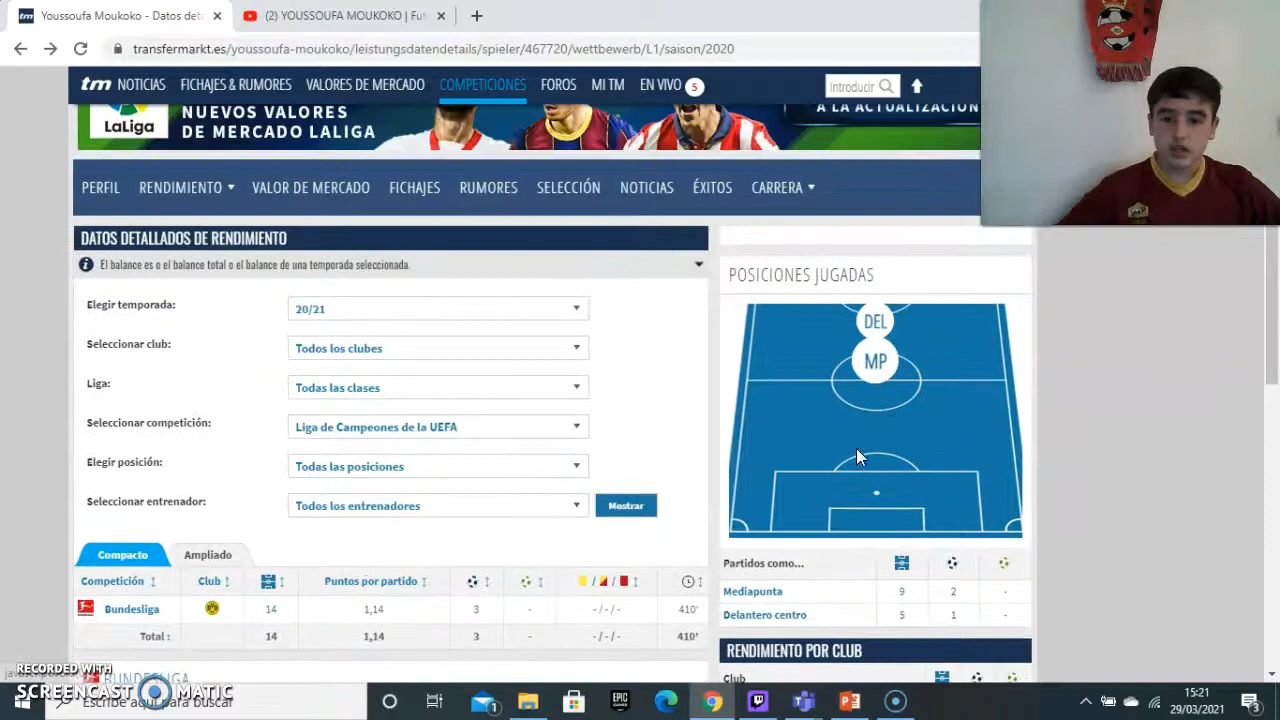 Youssoufa Moukoko - Datos det
(2) YOUSSOUFA MOUKOKO | Fut
transfermarkt.es/youssoufa-moukoko/leistungsdatendetails/spieler/467720/wettbewerb/L1/saison/2020
tm NOTICIAS FICHAJES & RUMORES VALORES DE MERCADO COMPETICIONES FOROS MI TM EN VIVO 5 Introducir
LaLiga
NUEVOS VALORES
DE MERCADO LALIGA
A LA ACTUALIZACIÓN
PERFIL RENDIMIENTO VALOR DE MERCADO FICHAJES RUMORES SELECCIÓN NOTICIAS ÉXITOS CARRERA
DATOS DETALLADOS DE RENDIMIENTO
El balance es o el balance total o el balance de una temporada seleccionada.
Elegir temporada: 20/21
Seleccionar club: Todos los clubes
Liga: Todas las clases
Seleccionar competición: Liga de Campeones de la UEFA
Elegir posición: Todas las posiciones
Seleccionar entrenador: Todos los entrenadores Mostrar
Compacto Ampliado
Competición Club Puntos por partido
Bundesliga 14 1,14 3 - -/-/- 410'
Total : 14 1,14 3 - -/-/- 410'
BUNDESLIGA
POSICIONES JUGADAS
DEL
MP
Partidos como...
Mediapunta 9 2 -
Delantero centro 5 1 -
RENDIMIENTO POR CLUB
Club
RECORDED WITH
SCREENCAST MATIC
Escribe aquí para buscar
1
EPIC
GAMES
15:21
29/03/2021
3